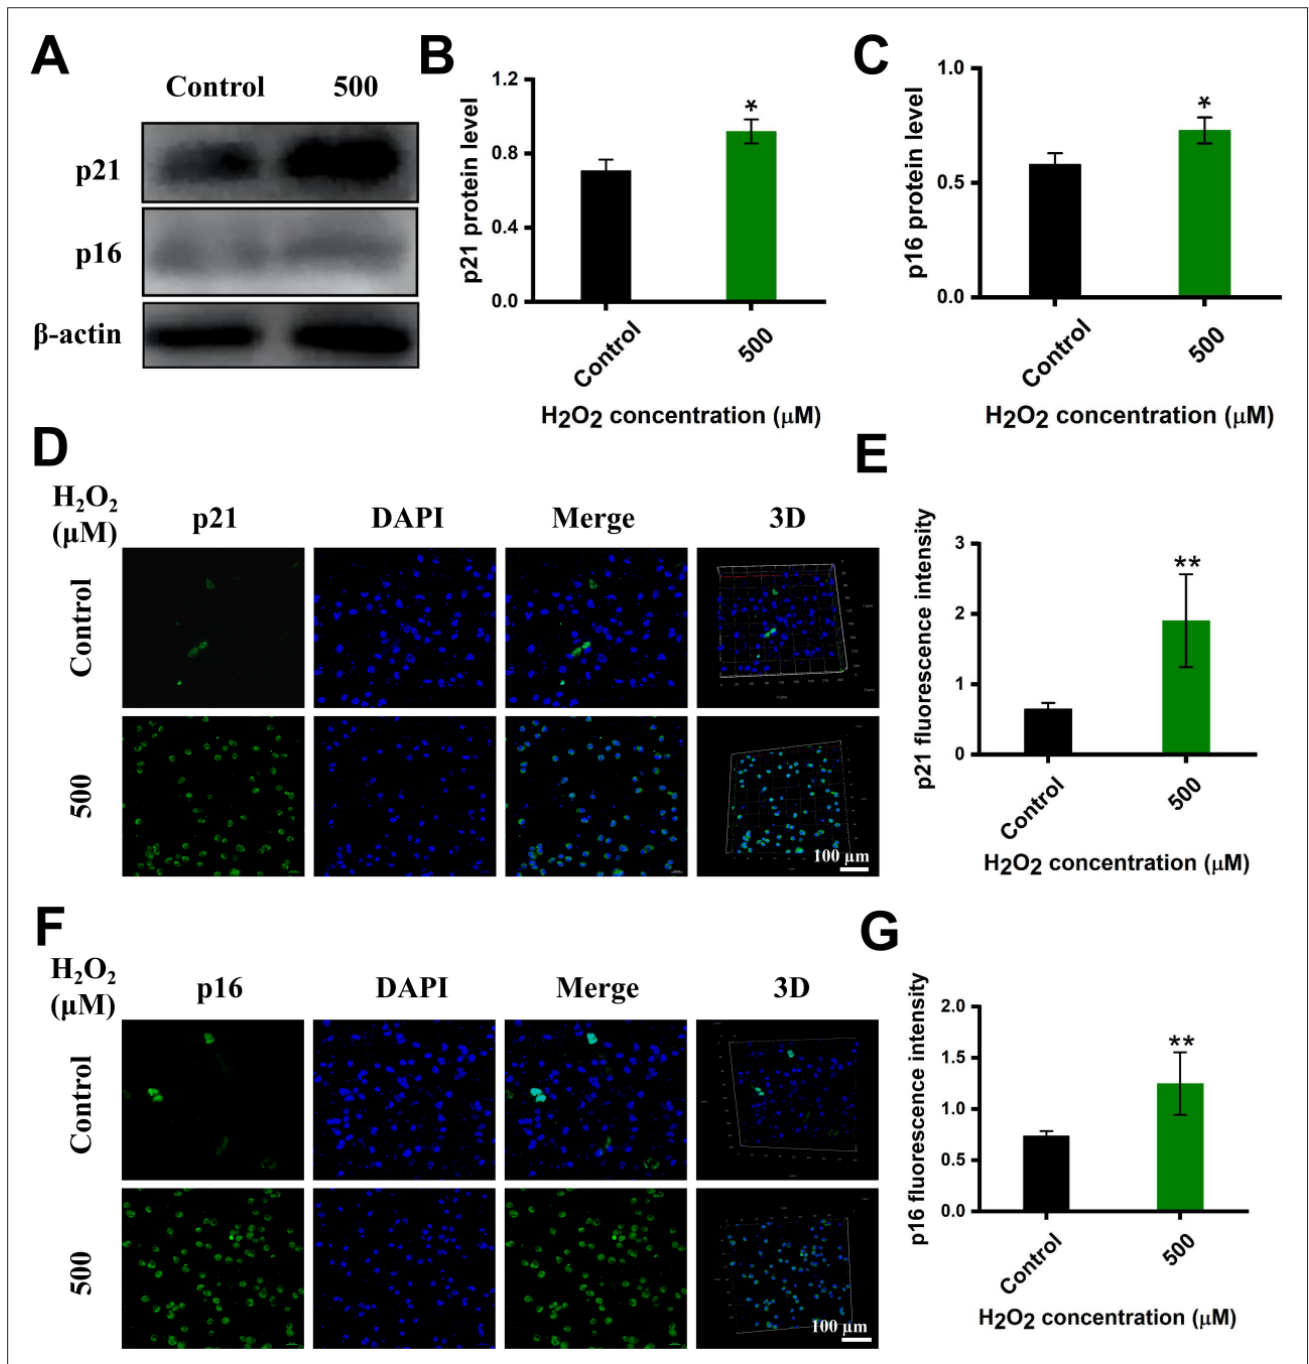 A
Control 500
p21
p16
β-actin
B
p21 protein level
1.2
0.8
0.4
0.0
*
Control
500
H2O2 concentration (μM)
C
p16 protein level
1.0
0.5
0.0
*
Control
500
H2O2 concentration (μM)
D
H₂O₂
(μM)
p21 DAPI Merge 3D
Control
500
100 μm
E
p21 fluorescence intensity
3
2
1
0
**
Control
500
H2O2 concentration (μM)
F
H₂O₂
(μM)
p16 DAPI Merge 3D
Control
500
100 μm
G
p16 fluorescence intensity
2.0
1.5
1.0
0.5
0.0
**
Control
500
H2O2 concentration (μM)